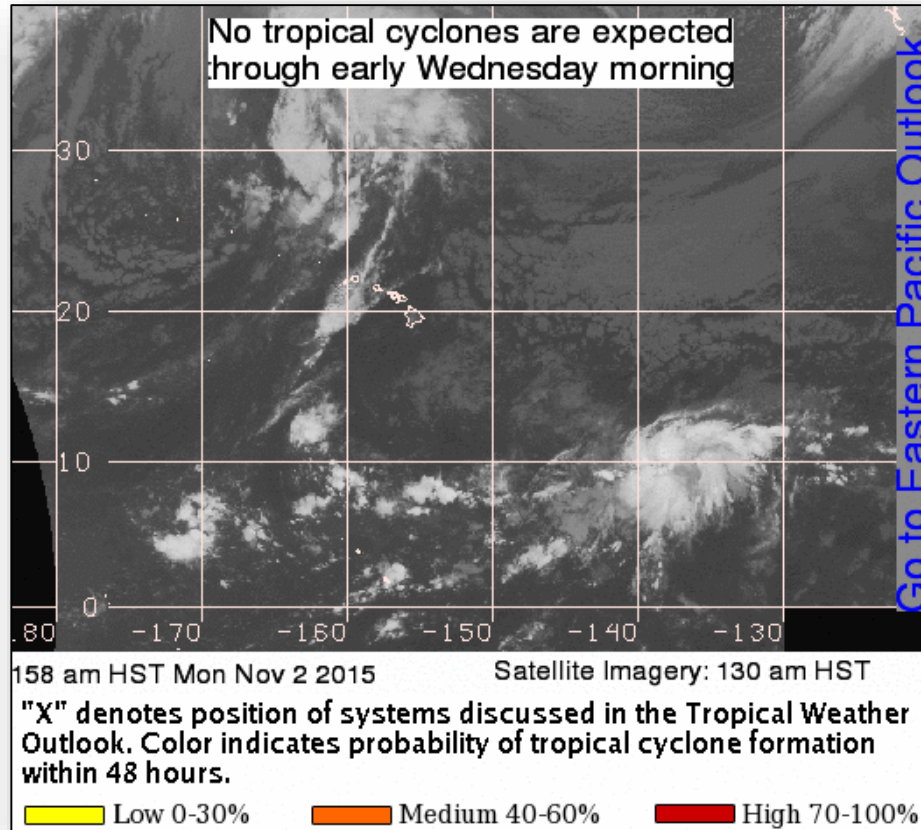 No tropical cyclones are expected
through early Wednesday morning
Go to Eastern Pacific Outlook
30
20
10
0
-170
-160
-150
-140
-130
158 am HST Mon Nov 2 2015
Satellite Imagery: 130 am HST
"X" denotes position of systems discussed in the Tropical Weather
Outlook. Color indicates probability of tropical cyclone formation
within 48 hours.
Low 0-30%
Medium 40-60%
High 70-100%